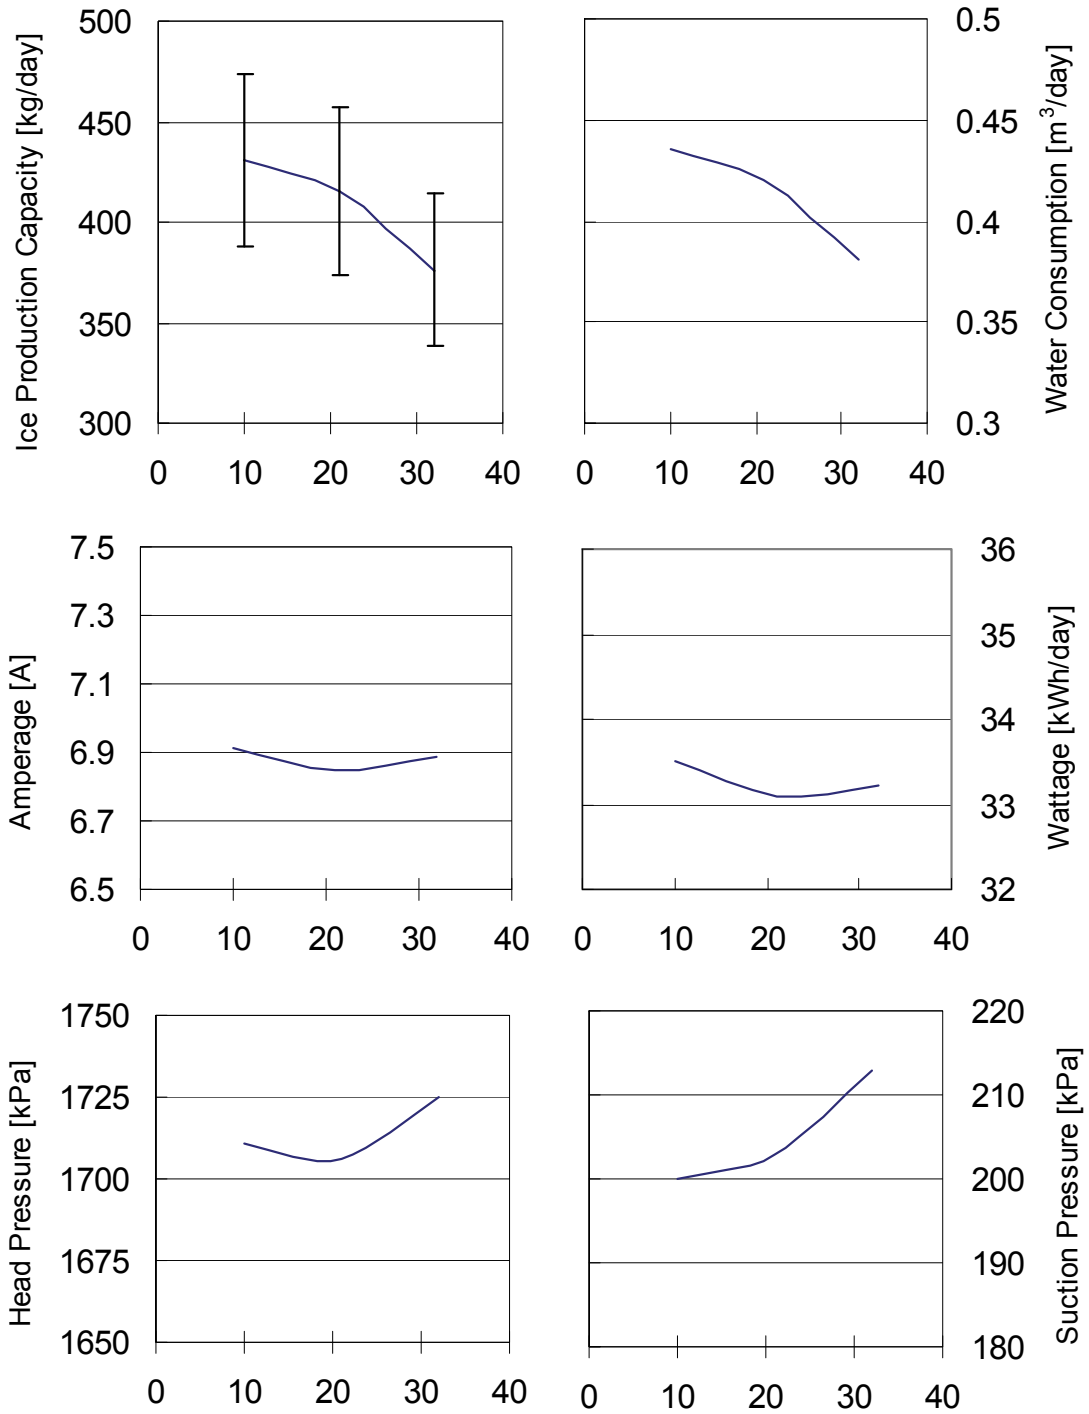 Ice Production Capacity [kg/day]
500
450
400
350
300
0 10 20 30 40
Water Consumption [m³/day]
0.5
0.45
0.4
0.35
0.3
0 10 20 30 40
Amperage [A]
7.5
7.3
7.1
6.9
6.7
6.5
0 10 20 30 40
Wattage [kWh/day]
36
35
34
33
32
0 10 20 30 40
Head Pressure [kPa]
1750
1725
1700
1675
1650
0 10 20 30 40
Suction Pressure [kPa]
220
210
200
190
180
0 10 20 30 40